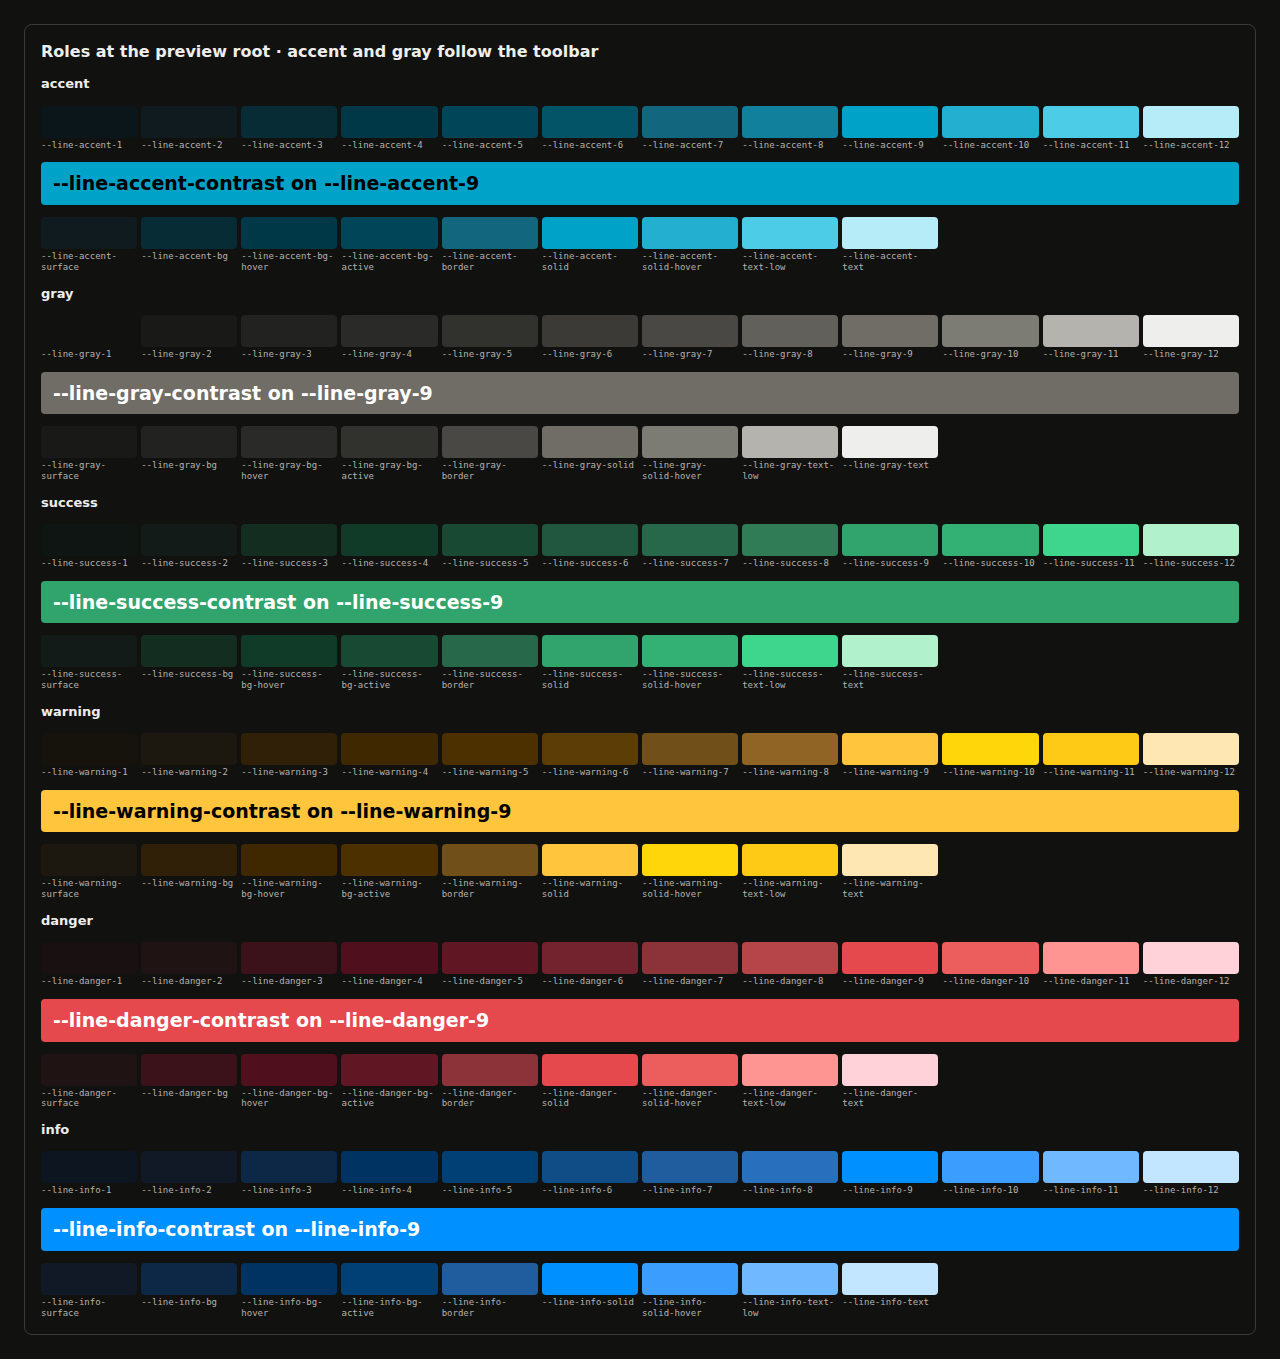 Roles at the preview root · accent and gray follow the toolbar
accent
--line-accent-1 --line-accent-2 --line-accent-3 --line-accent-4 --line-accent-5 --line-accent-6 --line-accent-7 --line-accent-8 --line-accent-9 --line-accent-10 --line-accent-11 --line-accent-12
--line-accent-contrast on --line-accent-9
--line-accent- --line-accent-bg --line-accent-bg- --line-accent-bg- --line-accent- --line-accent- --line-accent- --line-accent- --line-accent-
surface hover active border solid solid-hover text-low text
gray
--line-gray-1 --line-gray-2 --line-gray-3 --line-gray-4 --line-gray-5 --line-gray-6 --line-gray-7 --line-gray-8 --line-gray-9 --line-gray-10 --line-gray-11 --line-gray-12
--line-gray-contrast on --line-gray-9
--line-gray- --line-gray-bg --line-gray-bg- --line-gray-bg- --line-gray- --line-gray-solid --line-gray- --line-gray-text- --line-gray-text
surface hover active border solid-hover low
success
--line-success-1 --line-success-2 --line-success-3 --line-success-4 --line-success-5 --line-success-6 --line-success-7 --line-success-8 --line-success-9 --line-success-10 --line-success-11 --line-success-12
--line-success-contrast on --line-success-9
--line-success- --line-success-bg --line-success- --line-success- --line-success- --line-success- --line-success- --line-success- --line-success-
surface bg-hover bg-active border solid solid-hover text-low text
warning
--line-warning-1 --line-warning-2 --line-warning-3 --line-warning-4 --line-warning-5 --line-warning-6 --line-warning-7 --line-warning-8 --line-warning-9 --line-warning-10 --line-warning-11 --line-warning-12
--line-warning-contrast on --line-warning-9
--line-warning- --line-warning-bg --line-warning- --line-warning- --line-warning- --line-warning- --line-warning- --line-warning- --line-warning-
surface bg-hover bg-active border solid solid-hover text-low text
danger
--line-danger-1 --line-danger-2 --line-danger-3 --line-danger-4 --line-danger-5 --line-danger-6 --line-danger-7 --line-danger-8 --line-danger-9 --line-danger-10 --line-danger-11 --line-danger-12
--line-danger-contrast on --line-danger-9
--line-danger- --line-danger-bg --line-danger-bg- --line-danger-bg- --line-danger- --line-danger- --line-danger- --line-danger- --line-danger-
surface hover active border solid solid-hover text-low text
info
--line-info-1 --line-info-2 --line-info-3 --line-info-4 --line-info-5 --line-info-6 --line-info-7 --line-info-8 --line-info-9 --line-info-10 --line-info-11 --line-info-12
--line-info-contrast on --line-info-9
--line-info- --line-info-bg --line-info-bg- --line-info-bg- --line-info- --line-info-solid --line-info- --line-info-text- --line-info-text
surface hover active border solid-hover low